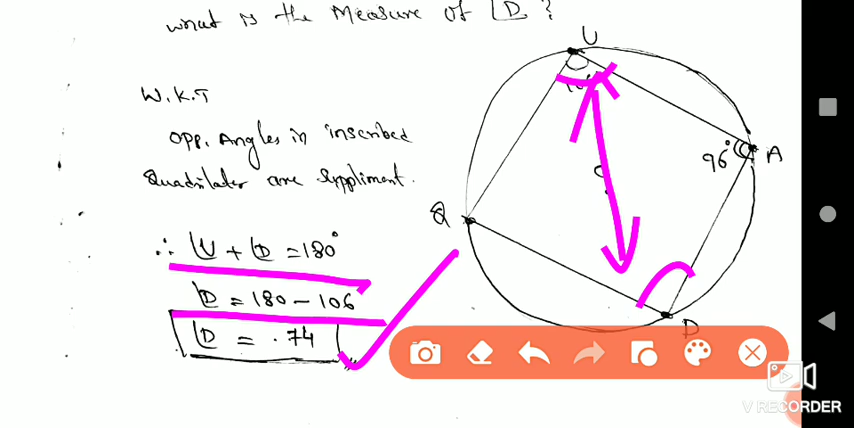 what is the Measure of ∠D ?
W.K.T
Opp. Angles in inscribed
Quadrilater are Suppliment.
∴ ∠U + ∠D = 180°
∠D = 180 - 106
∠D = 74
U
96°
A
Q
D
V RECORDER